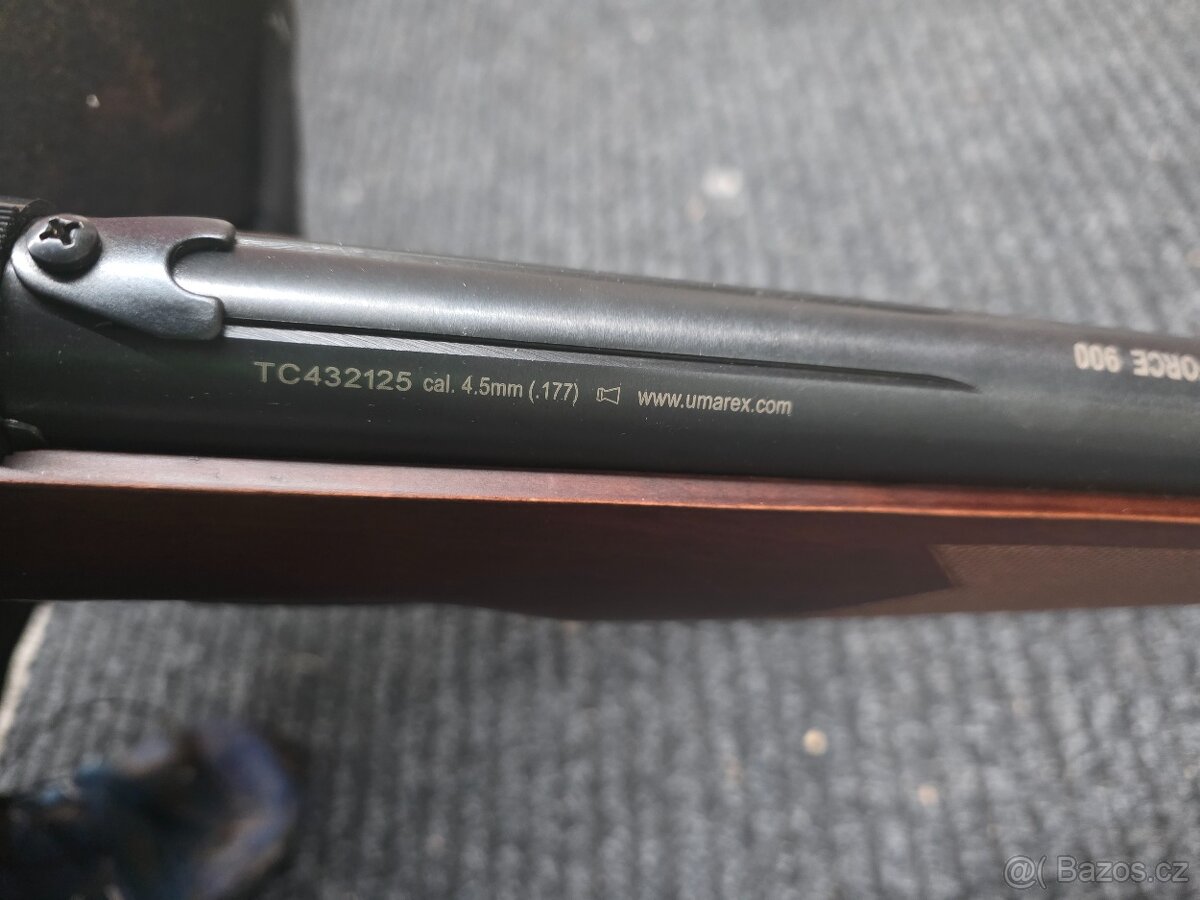 TC432125 cal. 4.5mm (.177) www.umarex.com
ORCE 900
@( Bazos.cz